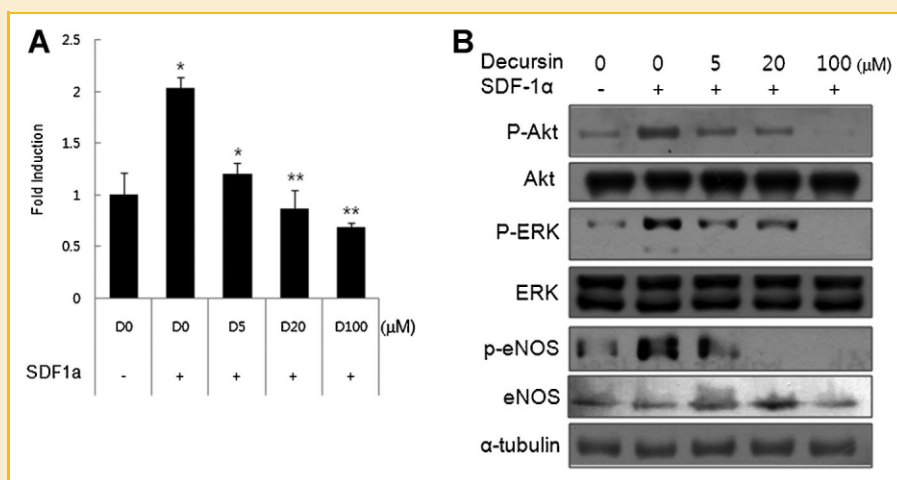 A
2.5
2
1.5
1
0.5
0
Fold Induction
*
*
**
**
D0 D0 D5 D20 D100 (μM)
SDF1a - + + + +
B
Decursin 0 0 5 20 100 (μM)
SDF-1α - + + + +
P-Akt
Akt
P-ERK
ERK
p-eNOS
eNOS
α-tubulin